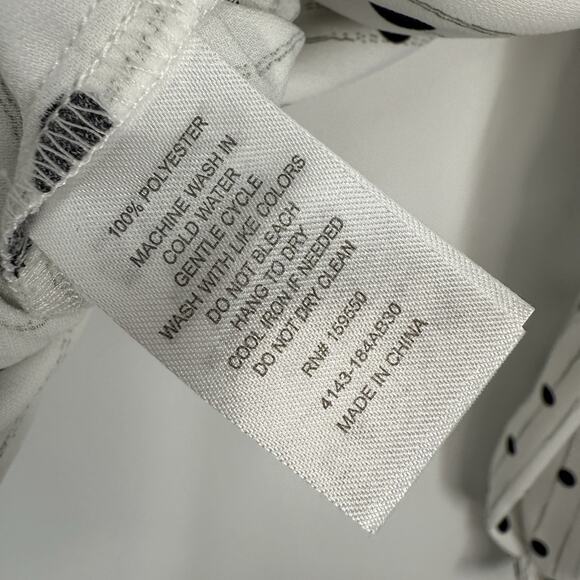 100% POLYESTER
MACHINE WASH IN
COLD WATER
GENTLE CYCLE
WASH WITH LIKE COLORS
DO NOT BLEACH
HANG TO DRY
COOL IRON IF NEEDED
DO NOT DRY CLEAN
RN# 159550
4143-184AB30
MADE IN CHINA